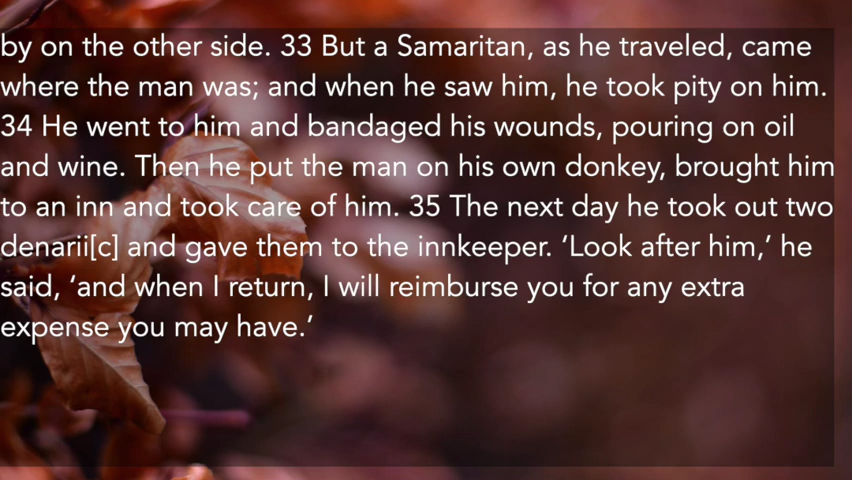 by on the other side. 33 But a Samaritan, as he traveled, came
where the man was; and when he saw him, he took pity on him.
34 He went to him and bandaged his wounds, pouring on oil
and wine. Then he put the man on his own donkey, brought him
to an inn and took care of him. 35 The next day he took out two
denarii[c] and gave them to the innkeeper. ‘Look after him,’ he
said, ‘and when I return, I will reimburse you for any extra
expense you may have.’